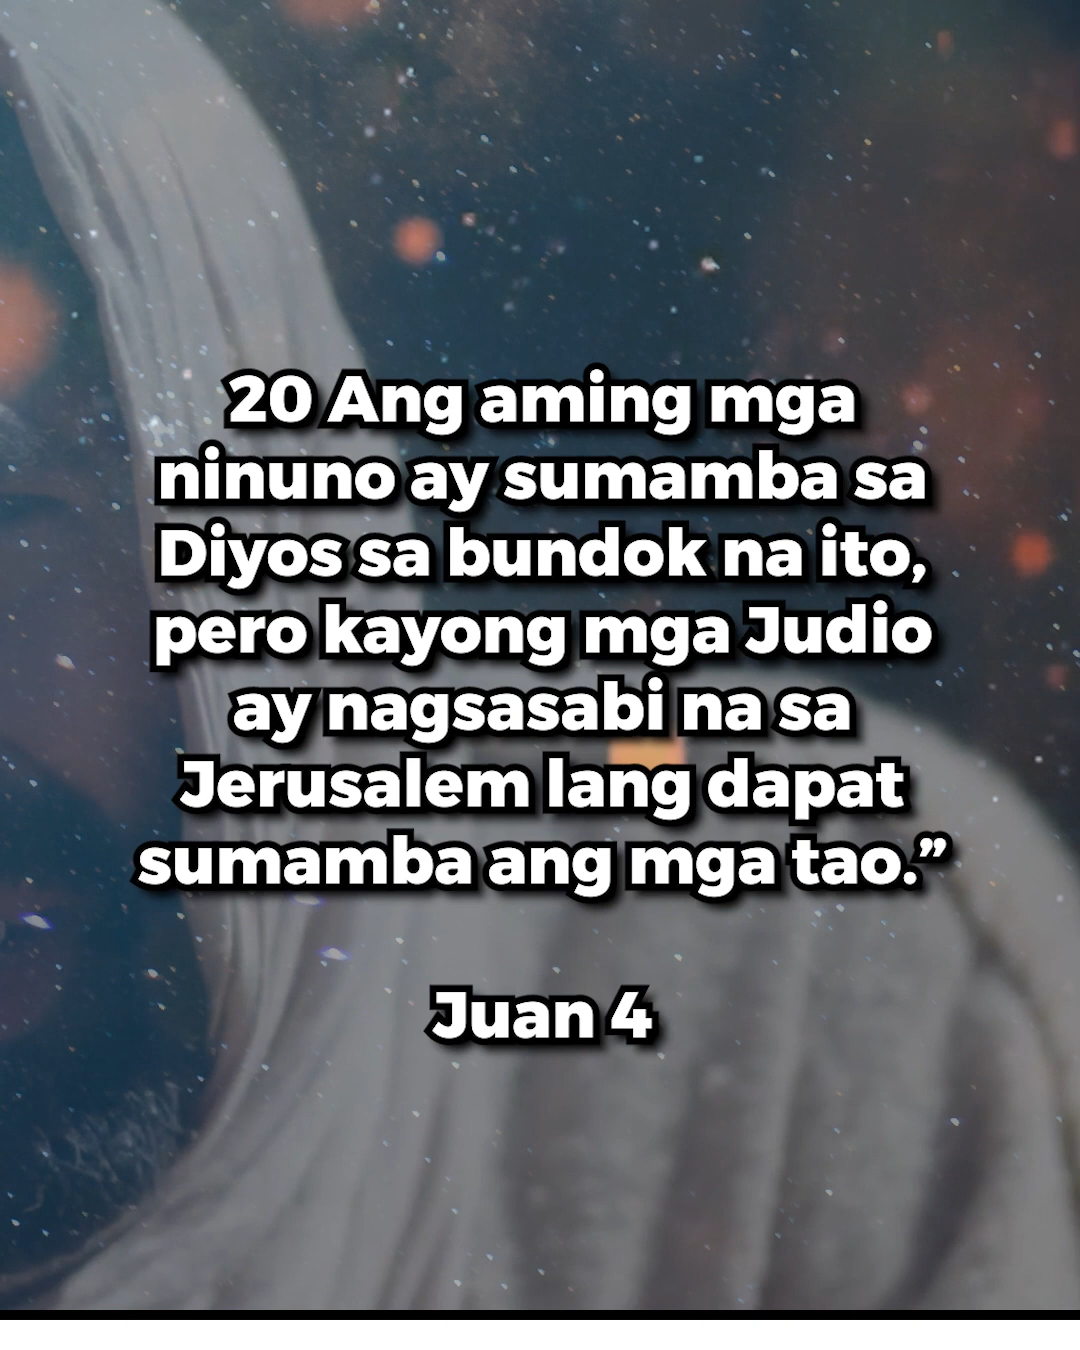 20 Ang aming mga
ninuno ay sumamba sa
Diyos sa bundok na ito,
pero kayong mga Judio
ay nagsasabi na sa
Jerusalem lang dapat
sumamba ang mga tao.”
Juan 4